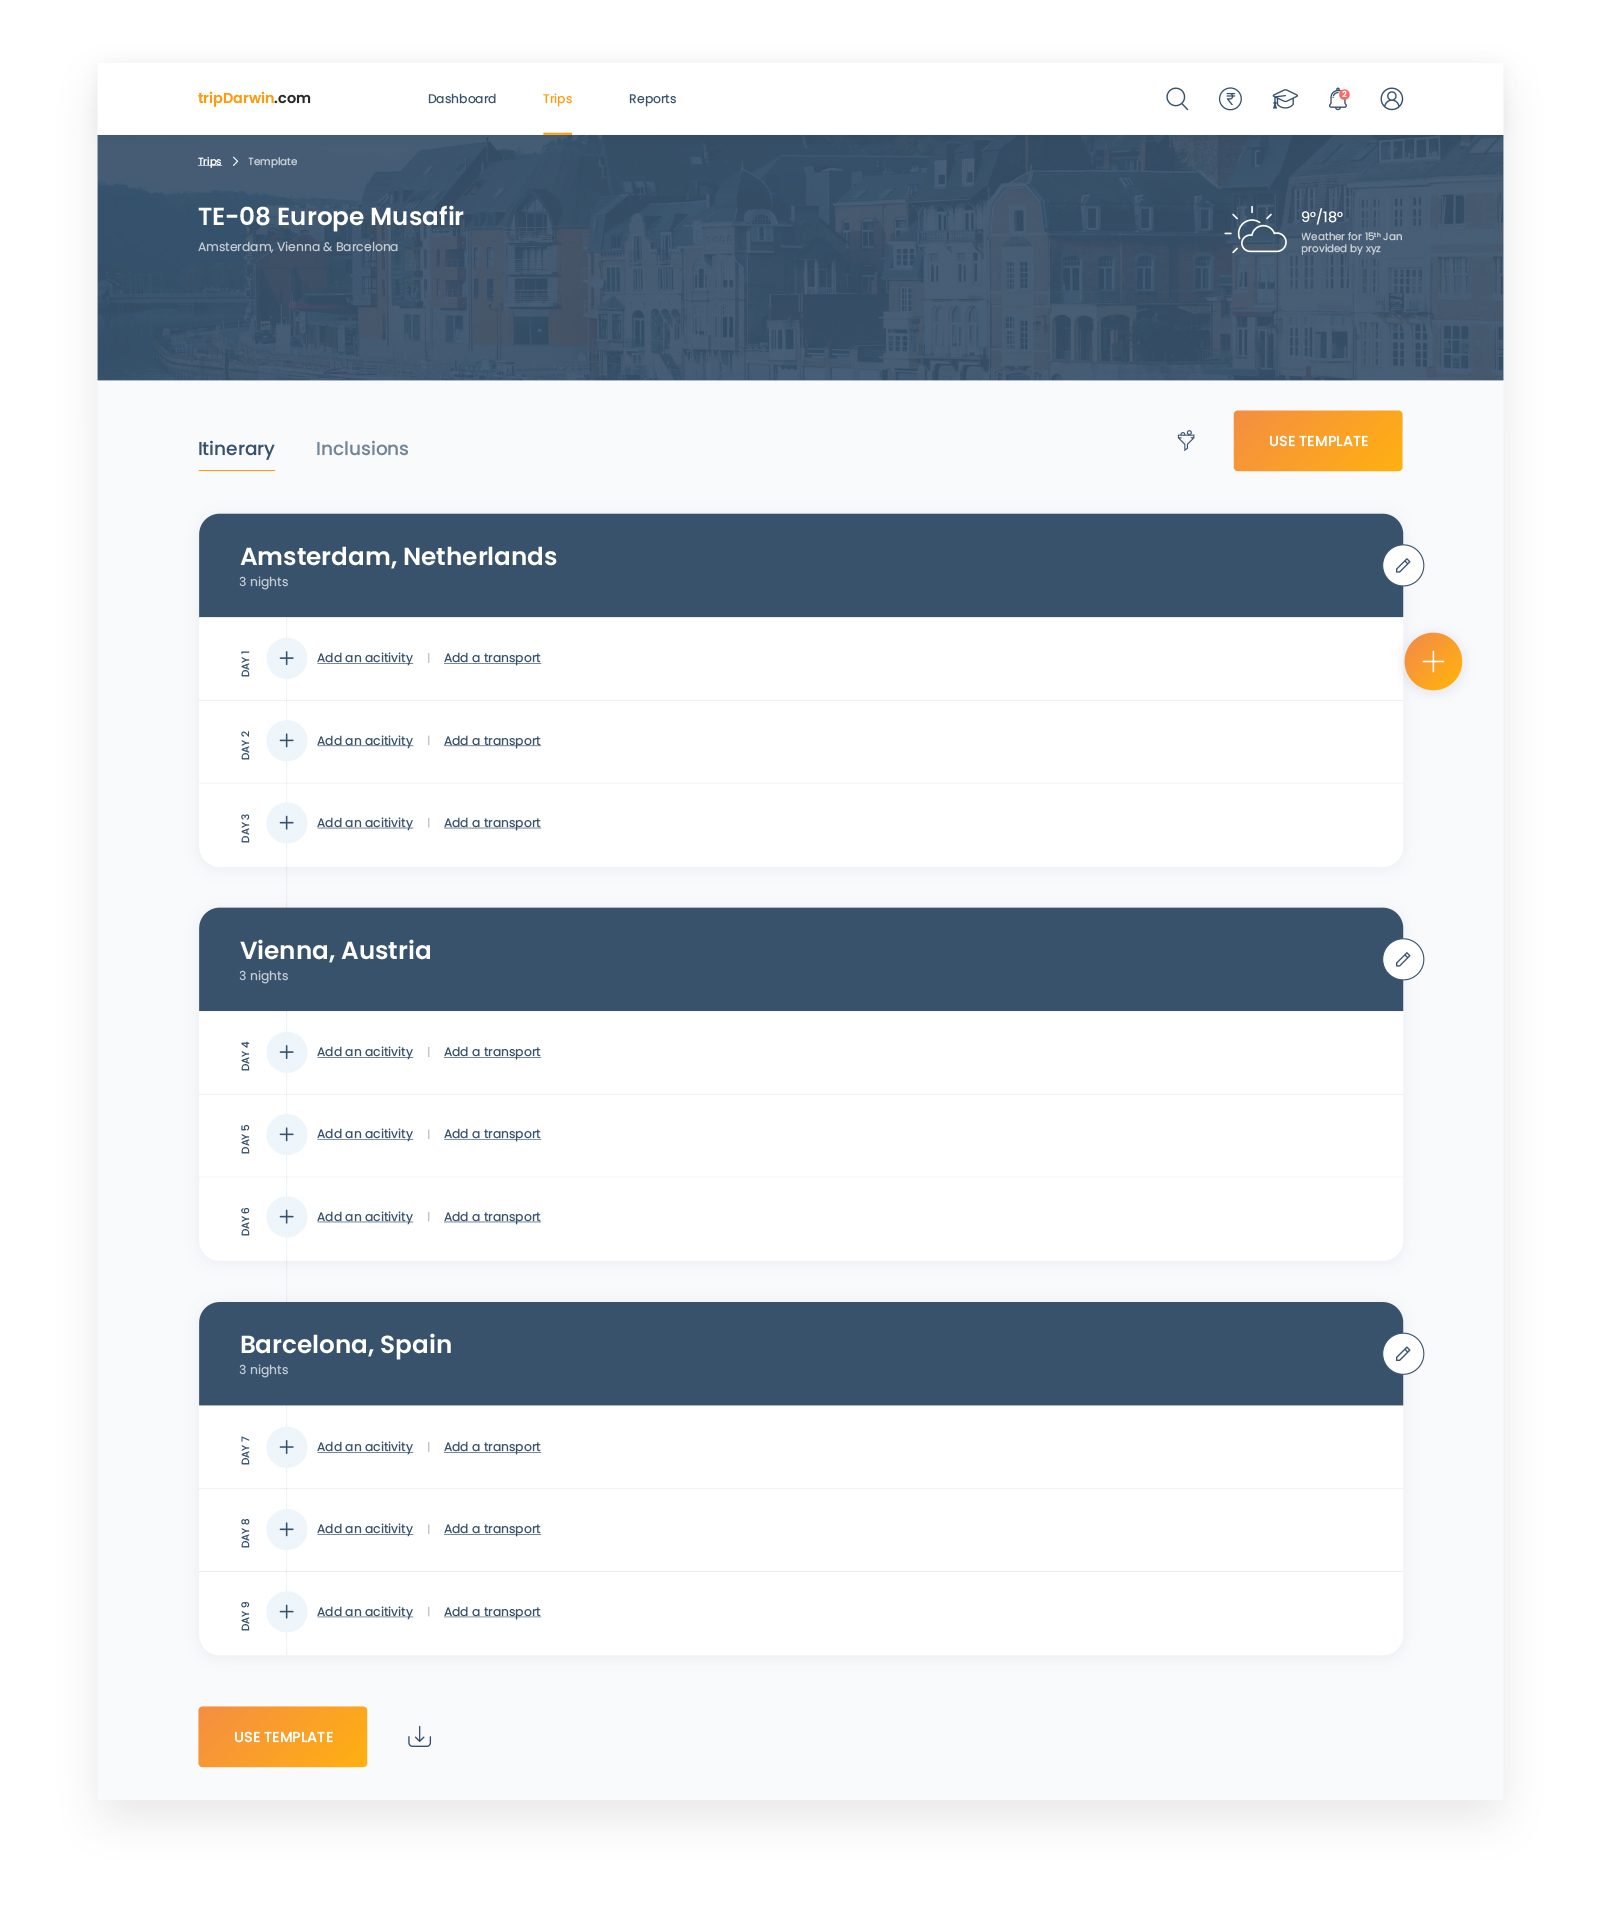 tripDarwin.com
Dashboard
Trips
Reports
2
Trips
Template
TE-08 Europe Musafir
Amsterdam, Vienna & Barcelona
9º/18º
Weather for 15th Jan
provided by xyz
Itinerary
Inclusions
USE TEMPLATE
Amsterdam, Netherlands
3 nights
DAY 1
Add an acitivity | Add a transport
DAY 2
Add an acitivity | Add a transport
DAY 3
Add an acitivity | Add a transport
Vienna, Austria
3 nights
DAY 4
Add an acitivity | Add a transport
DAY 5
Add an acitivity | Add a transport
DAY 6
Add an acitivity | Add a transport
Barcelona, Spain
3 nights
DAY 7
Add an acitivity | Add a transport
DAY 8
Add an acitivity | Add a transport
DAY 9
Add an acitivity | Add a transport
USE TEMPLATE